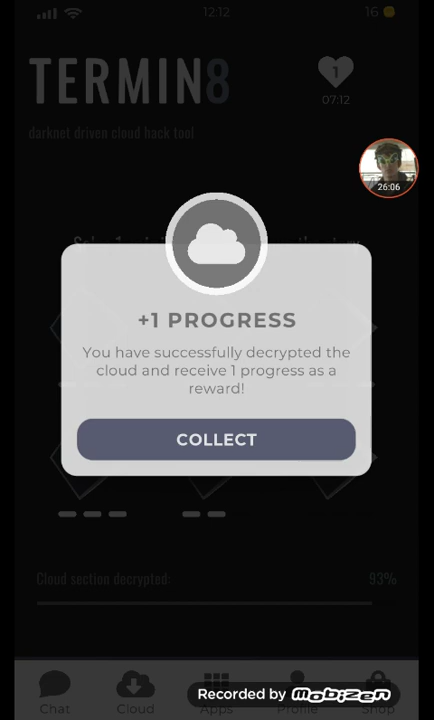 12:12
16
TERMIN8
1
07:12
darknet driven cloud hack tool
26:06
+1 PROGRESS
You have successfully decrypted the
cloud and receive 1 progress as a
reward!
COLLECT
Cloud section decrypted:
93%
Chat
Cloud
Apps
Profile
Shop
Recorded by Mobizen